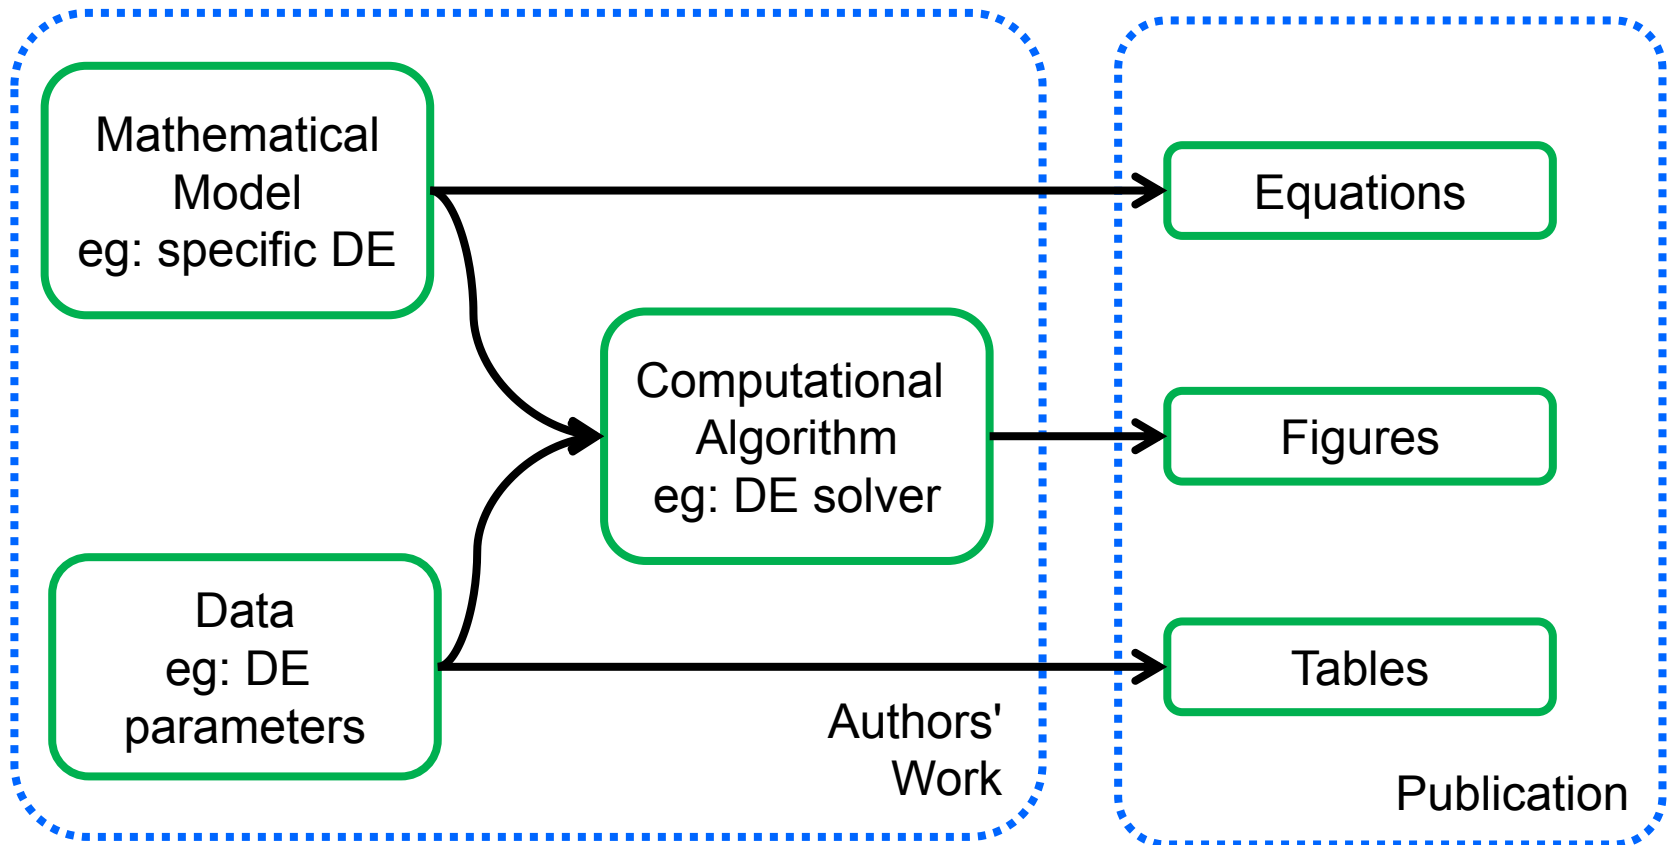 Mathematical
Model
eg: specific DE
Equations
Computational
Algorithm
eg: DE solver
Figures
Data
eg: DE
parameters
Tables
Authors'
Work
Publication